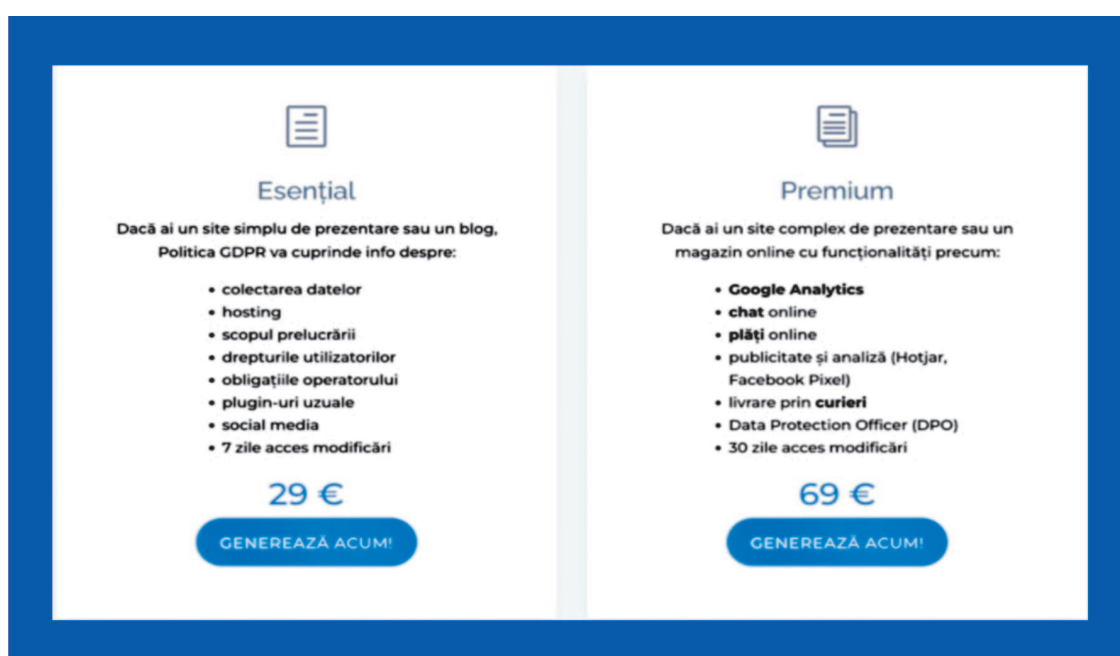 Esențial
Dacă ai un site simplu de prezentare sau un blog,
Politica GDPR va cuprinde info despre:
• colectarea datelor
• hosting
• scopul prelucrării
• drepturile utilizatorilor
• obligațiile operatorului
• plugin-uri uzuale
• social media
• 7 zile acces modificări
29 €
GENEREAZĂ ACUM!
Premium
Dacă ai un site complex de prezentare sau un
magazin online cu funcționalități precum:
• Google Analytics
• chat online
• plăți online
• publicitate și analiză (Hotjar,
Facebook Pixel)
• livrare prin curieri
• Data Protection Officer (DPO)
• 30 zile acces modificări
69 €
GENEREAZĂ ACUM!